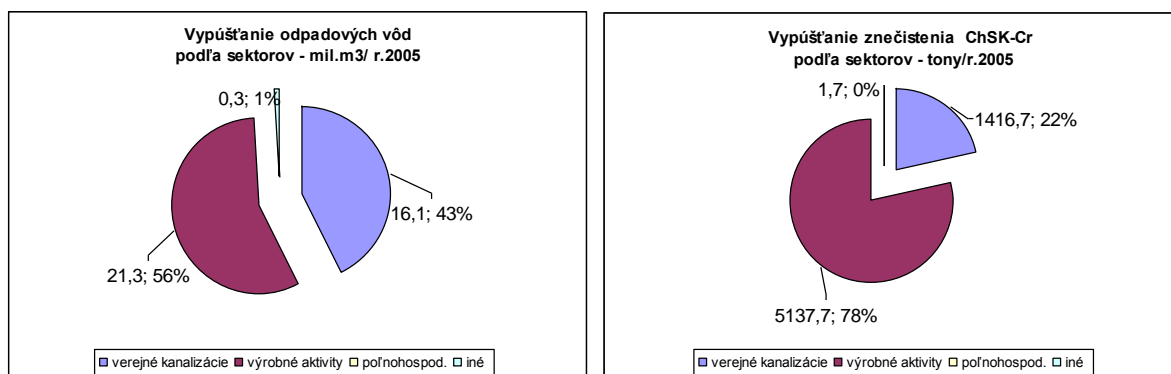 Vypúšťanie odpadových vôd
podľa sektorov - mil.m3/ r.2005
0,3; 1%
16,1; 43%
21,3; 56%
verejné kanalizácie výrobné aktivity poľnohospod. iné
Vypúšťanie znečistenia ChSK-Cr
podľa sektorov - tony/r.2005
1,7; 0%
1416,7; 22%
5137,7; 78%
verejné kanalizácie výrobné aktivity poľnohospod. iné